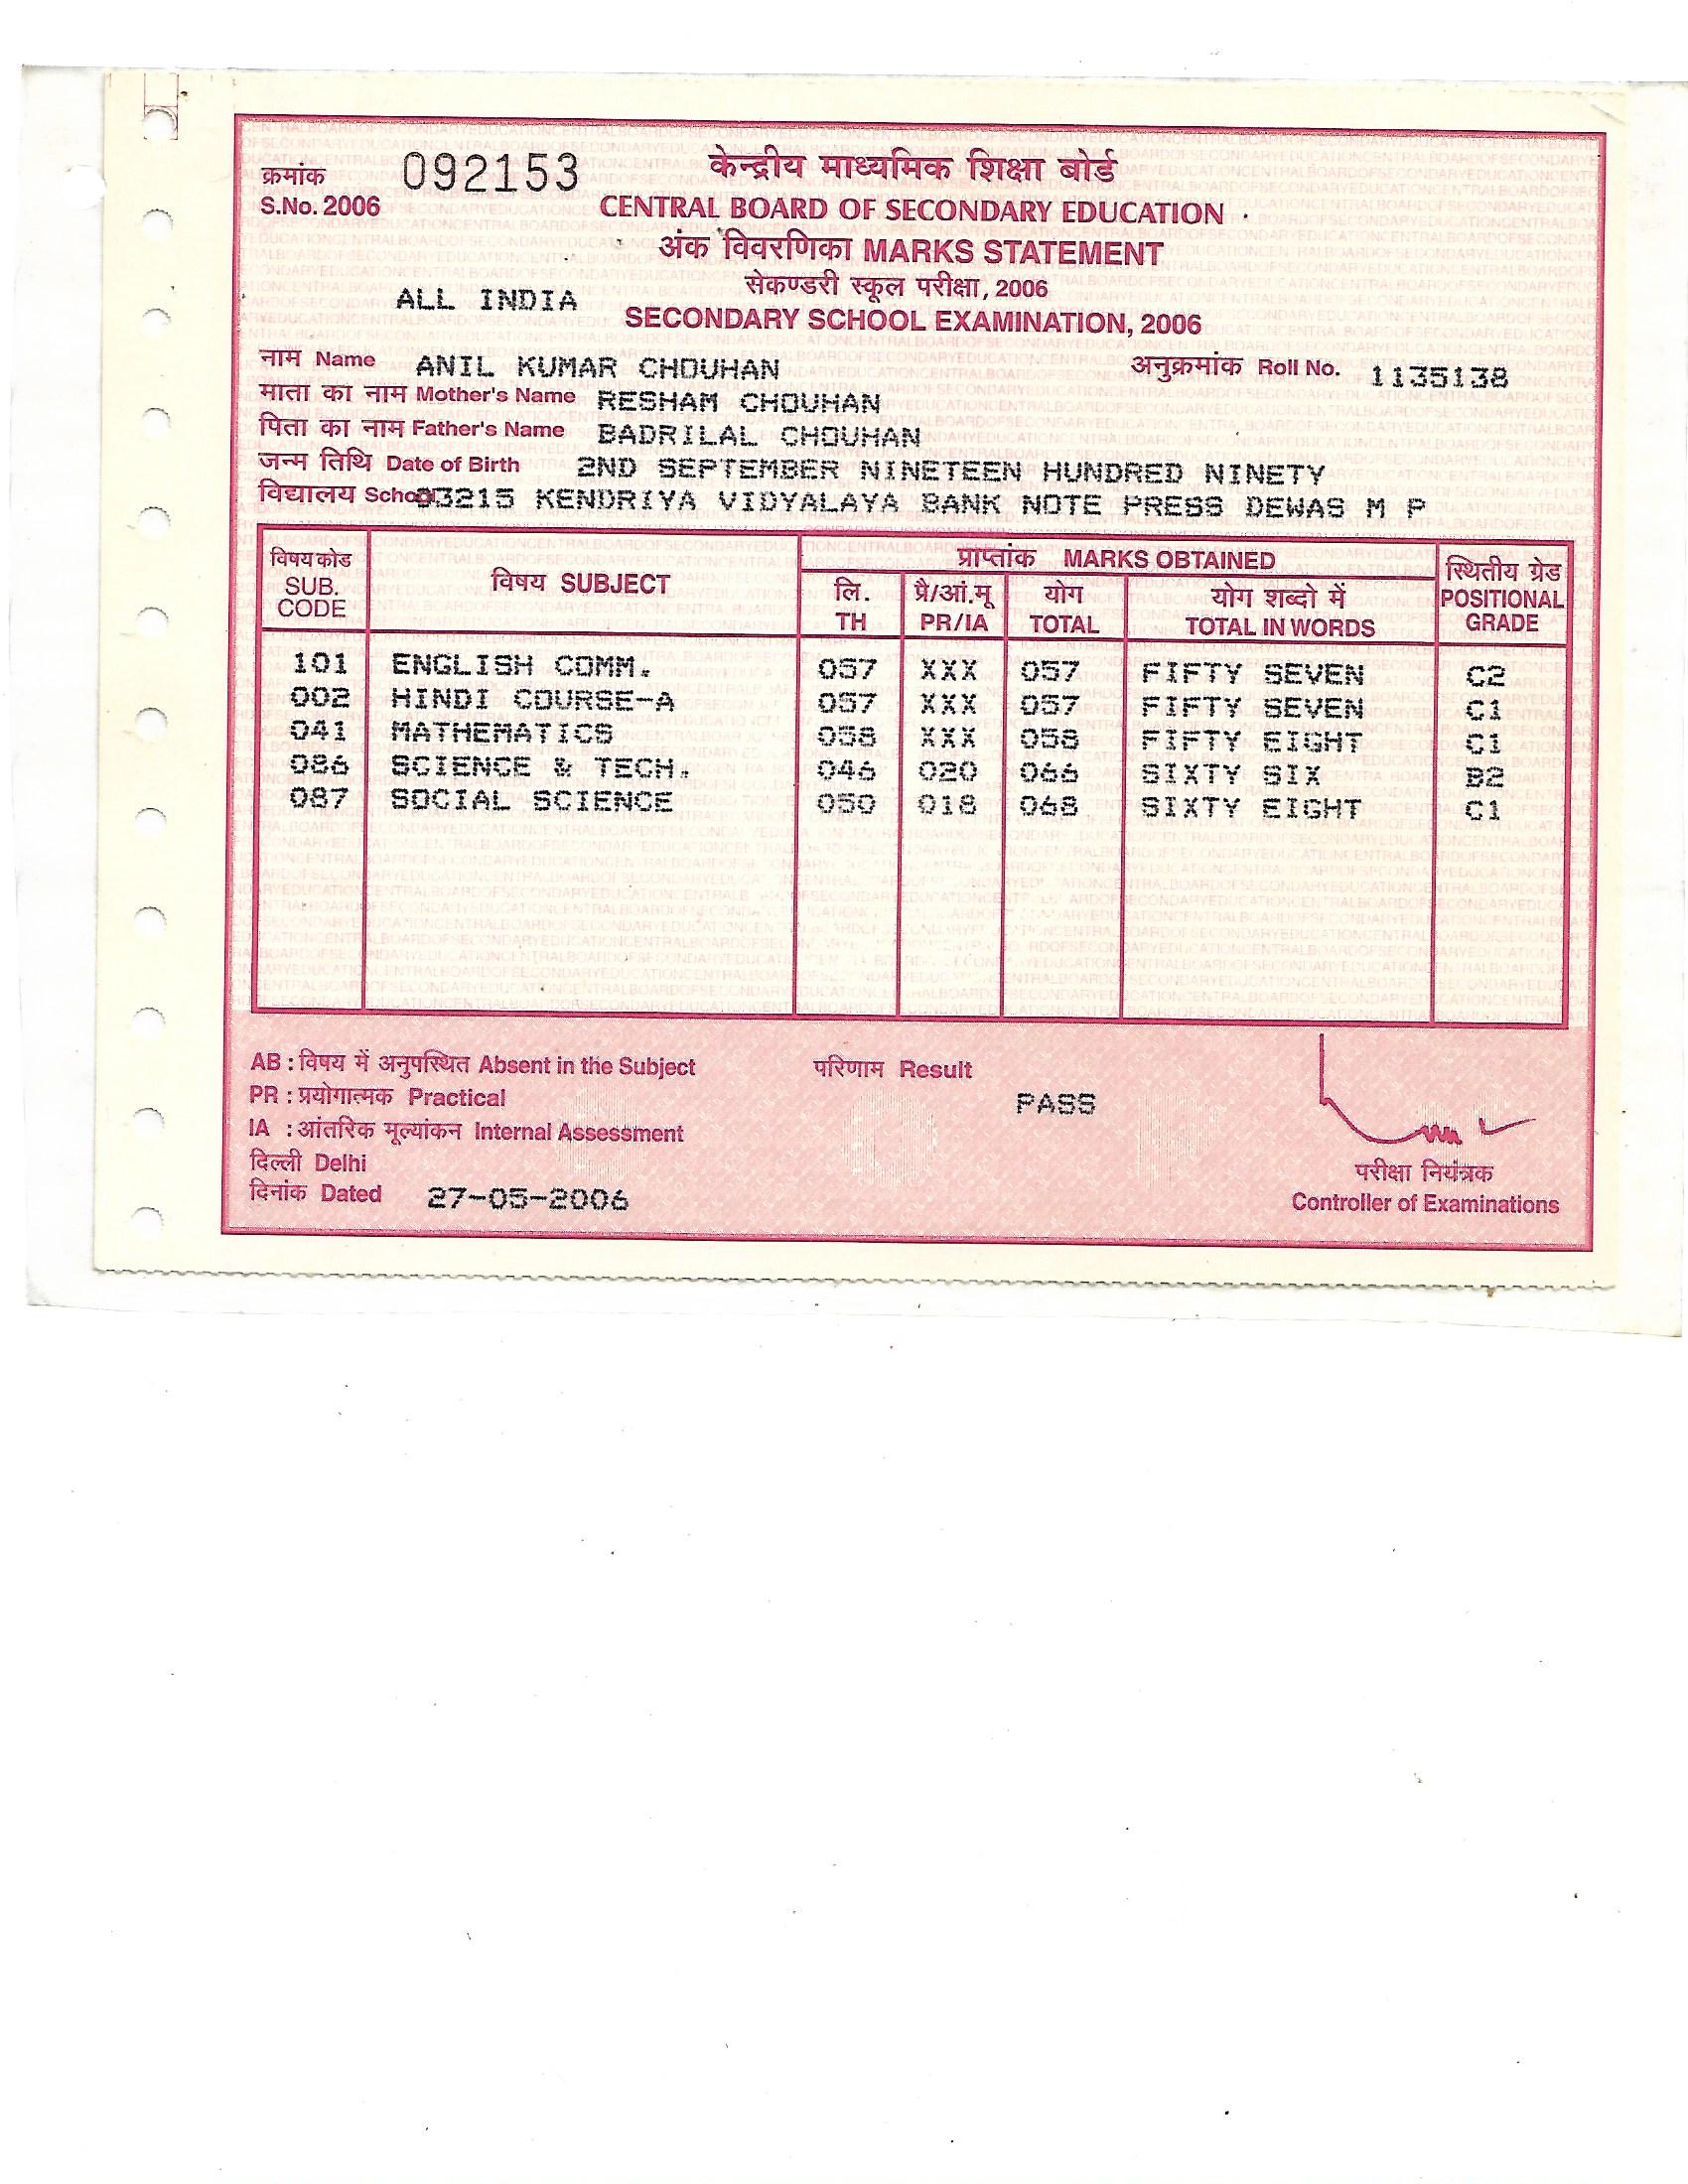 क्रमांक 092153 केन्द्रीय माध्यमिक शिक्षा बोर्ड
S.No. 2006 CENTRAL BOARD OF SECONDARY EDUCATION
अंक विवरणिका MARKS STATEMENT
सेकण्डरी स्कूल परीक्षा, 2006
ALL INDIA SECONDARY SCHOOL EXAMINATION, 2006
नाम Name ANIL KUMAR CHOUHAN अनुक्रमांक Roll No. 1135138
माता का नाम Mother's Name RESHAM CHOUHAN
पिता का नाम Father's Name BADRILAL CHOUHAN
जन्म तिथि Date of Birth 2ND SEPTEMBER NINETEEN HUNDRED NINETY
विद्यालय School 03215 KENDRIYA VIDYALAYA BANK NOTE PRESS DEWAS M P
विषय कोड SUB. CODE विषय SUBJECT प्राप्तांक MARKS OBTAINED स्थितीय ग्रेड POSITIONAL GRADE
लि. प्रै/आं.मू योग योग शब्दो में
TH PR/IA TOTAL TOTAL IN WORDS
101 ENGLISH COMM. 057 XXX 057 FIFTY SEVEN C2
002 HINDI COURSE-A 057 XXX 057 FIFTY SEVEN C1
041 MATHEMATICS 058 XXX 058 FIFTY EIGHT C1
086 SCIENCE & TECH. 046 020 066 SIXTY SIX B2
087 SOCIAL SCIENCE 050 018 068 SIXTY EIGHT C1
AB : विषय में अनुपस्थित Absent in the Subject परिणाम Result
PR : प्रयोगात्मक Practical PASS
IA : आंतरिक मूल्यांकन Internal Assessment
दिल्ली Delhi परीक्षा नियंत्रक
दिनांक Dated 27-05-2006 Controller of Examinations